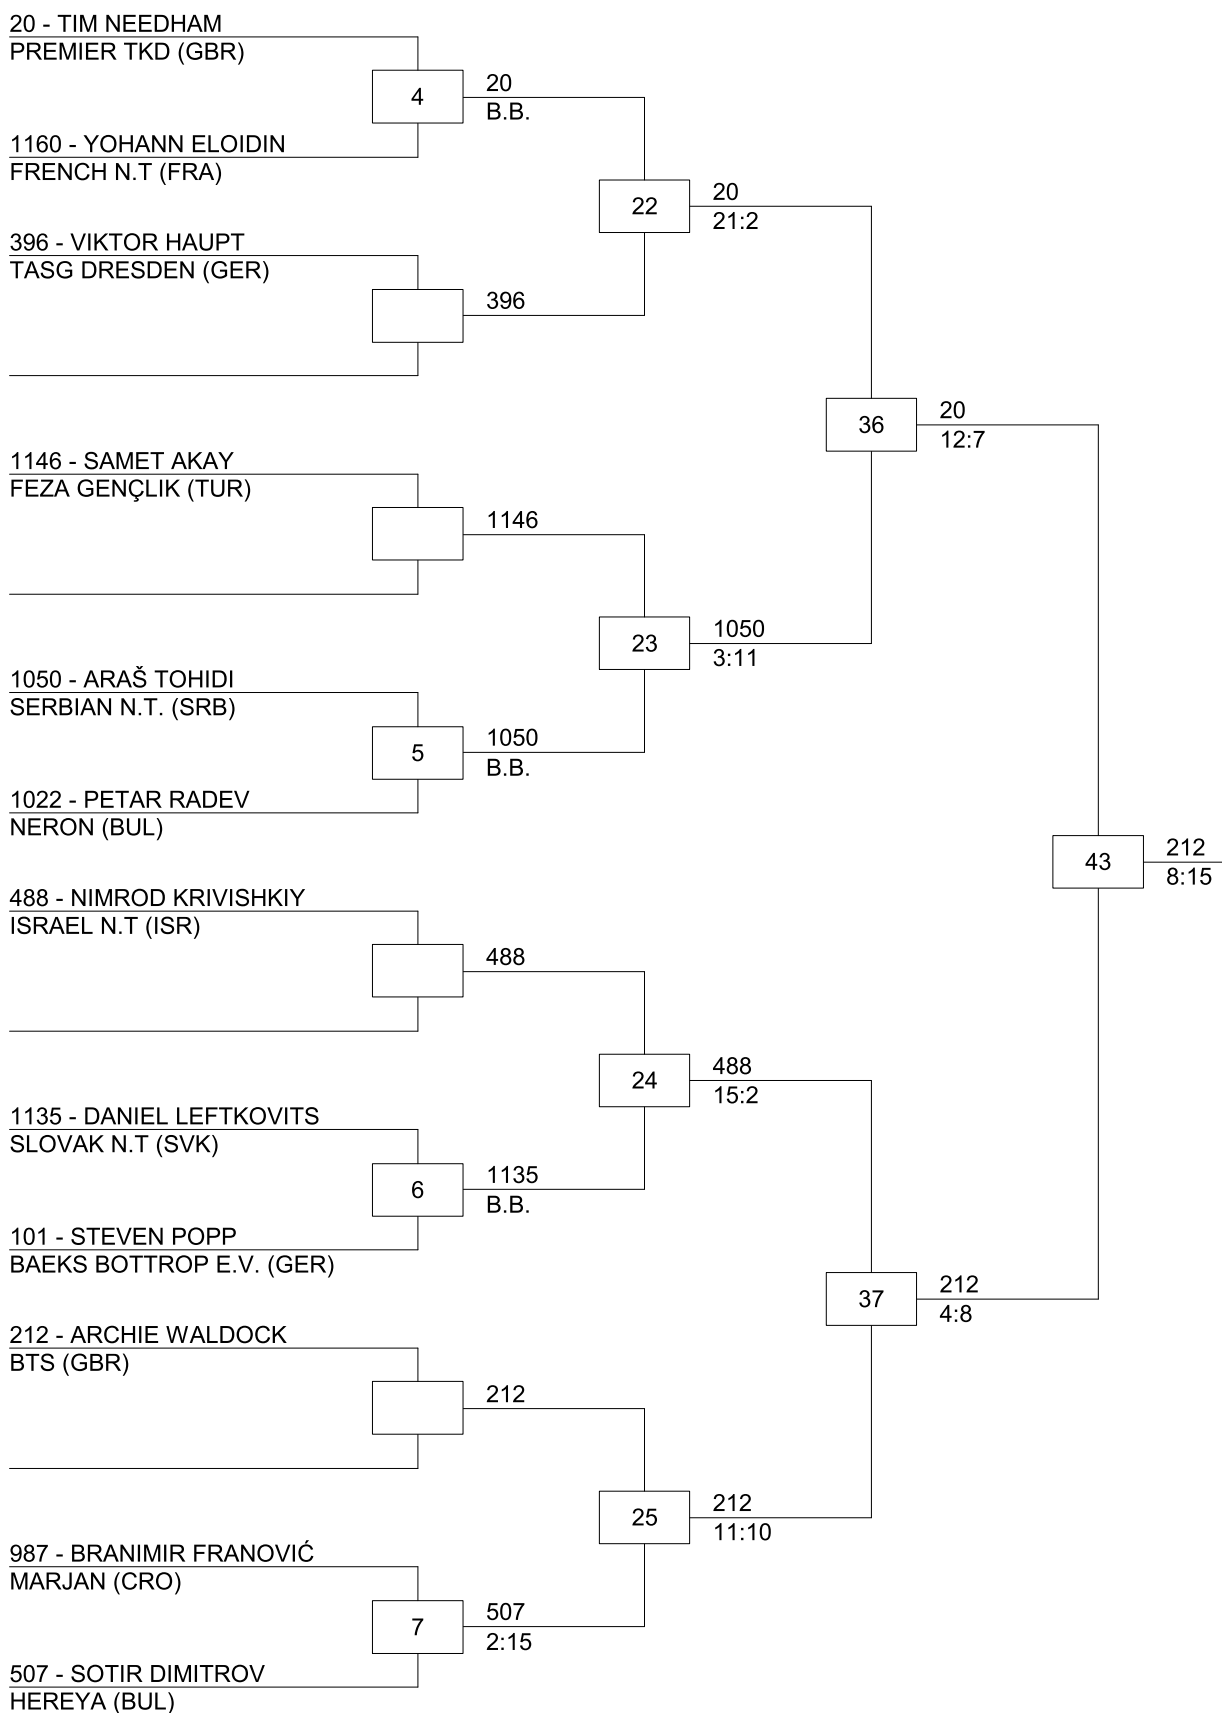 20 - TIM NEEDHAM
PREMIER TKD (GBR)
4
20
B.B.
1160 - YOHANN ELOIDIN
FRENCH N.T (FRA)
22
20
21:2
396 - VIKTOR HAUPT
TASG DRESDEN (GER)
396
36
20
12:7
1146 - SAMET AKAY
FEZA GENÇLIK (TUR)
1146
23
1050
3:11
1050 - ARAŠ TOHIDI
SERBIAN N.T. (SRB)
5
1050
B.B.
1022 - PETAR RADEV
NERON (BUL)
43
212
8:15
488 - NIMROD KRIVISHKIY
ISRAEL N.T (ISR)
488
24
488
15:2
1135 - DANIEL LEFTKOVITS
SLOVAK N.T (SVK)
6
1135
B.B.
101 - STEVEN POPP
BAEKS BOTTROP E.V. (GER)
37
212
4:8
212 - ARCHIE WALDOCK
BTS (GBR)
212
25
212
11:10
987 - BRANIMIR FRANOVIĆ
MARJAN (CRO)
7
507
2:15
507 - SOTIR DIMITROV
HEREYA (BUL)